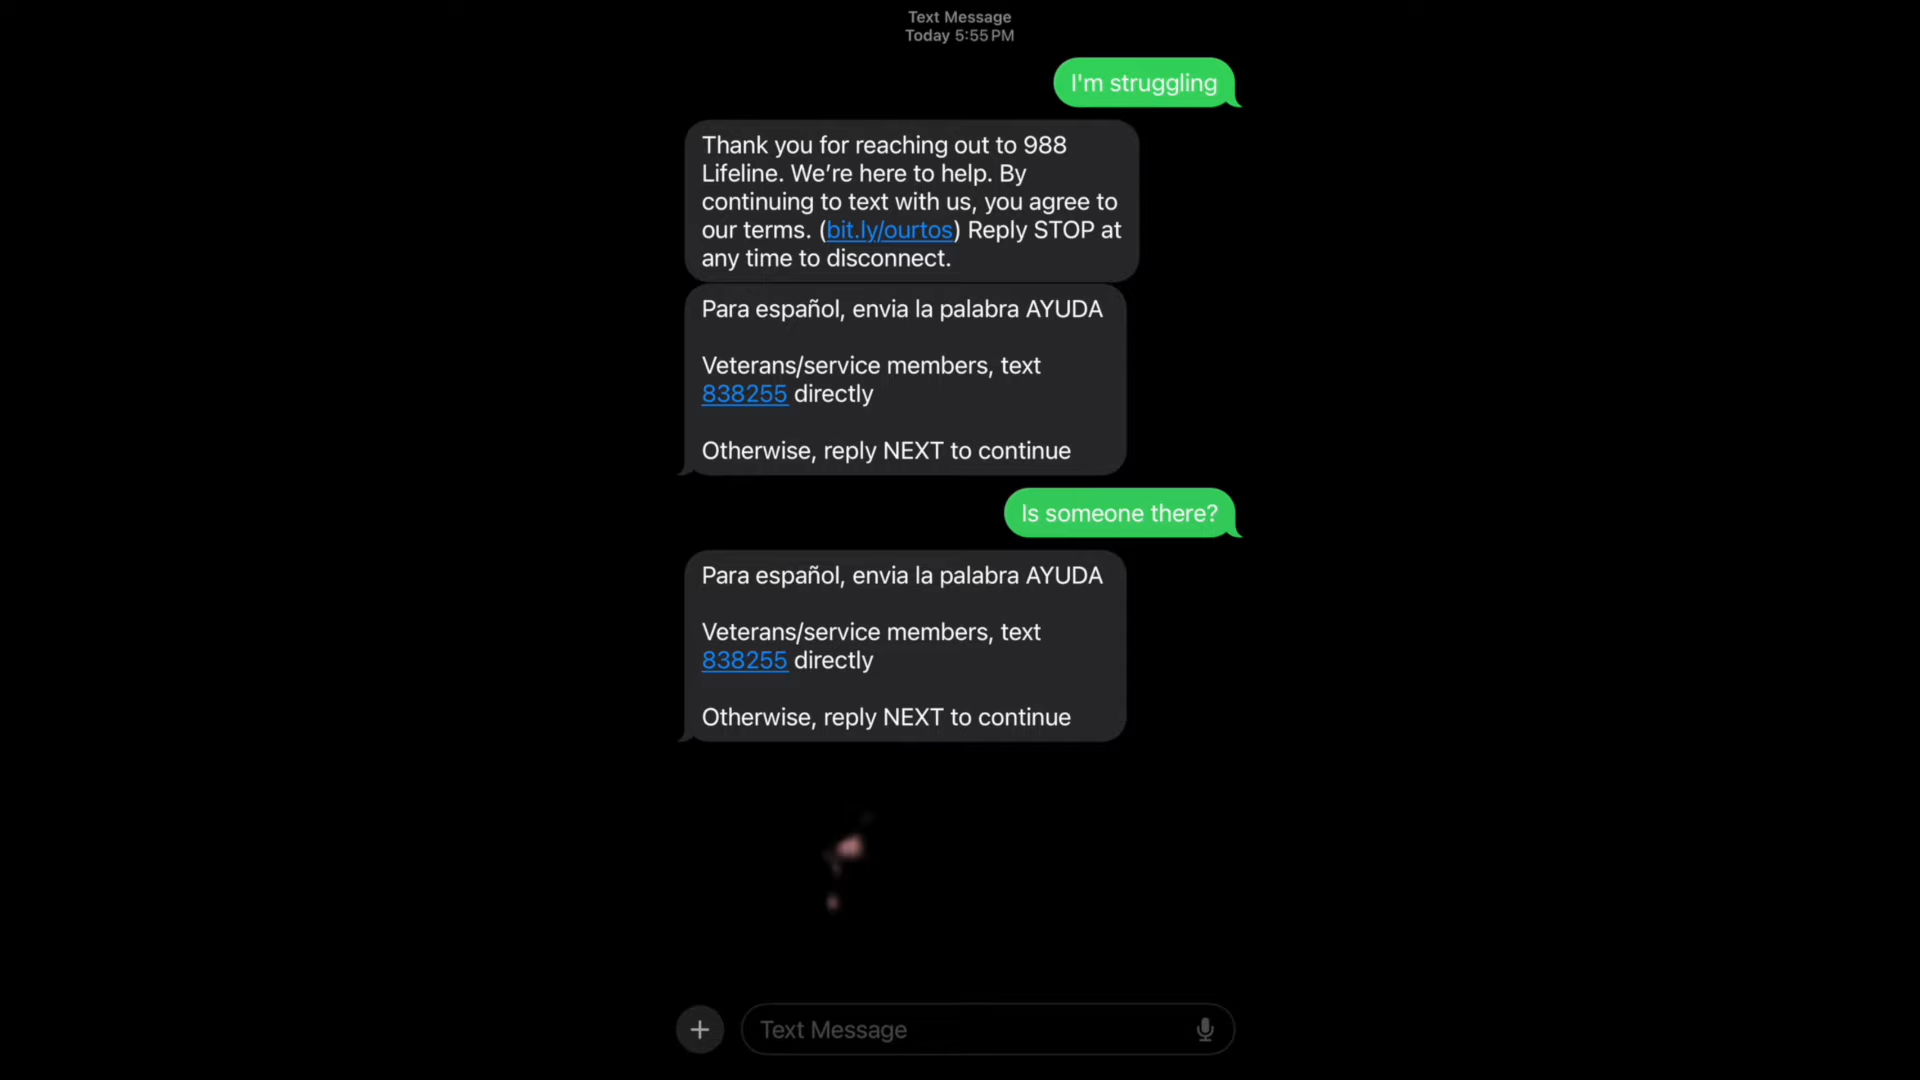 Text Message
Today 5:55 PM
I'm struggling
Thank you for reaching out to 988
Lifeline. We’re here to help. By
continuing to text with us, you agree to
our terms. (bit.ly/ourtos) Reply STOP at
any time to disconnect.
Para español, envia la palabra AYUDA
Veterans/service members, text
838255 directly
Otherwise, reply NEXT to continue
Is someone there?
Para español, envia la palabra AYUDA
Veterans/service members, text
838255 directly
Otherwise, reply NEXT to continue
Text Message